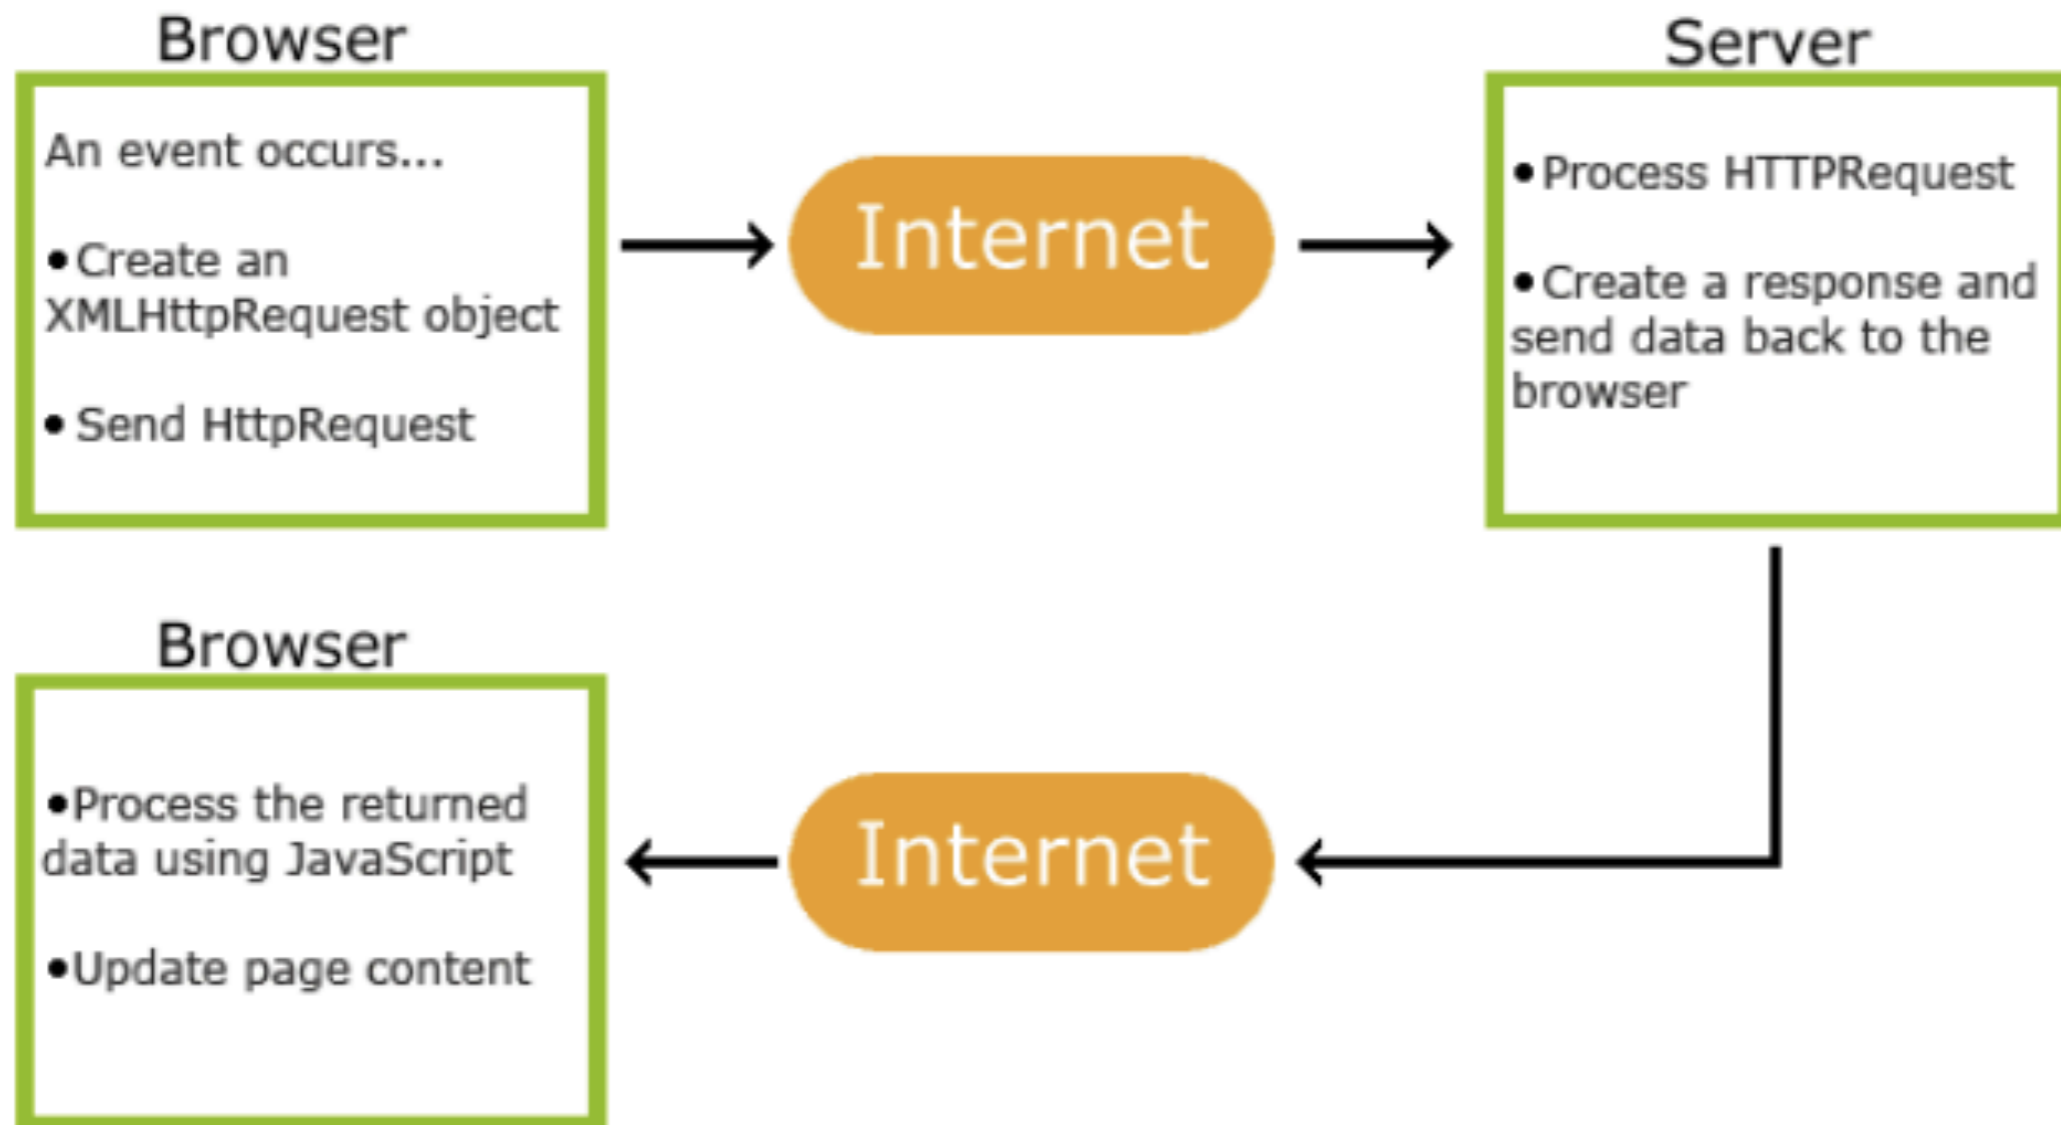 Browser
An event occurs...
•Create an
XMLHttpRequest object
• Send HttpRequest
Internet
Server
•Process HTTPRequest
•Create a response and
send data back to the
browser
Browser
•Process the returned
data using JavaScript
•Update page content
Internet